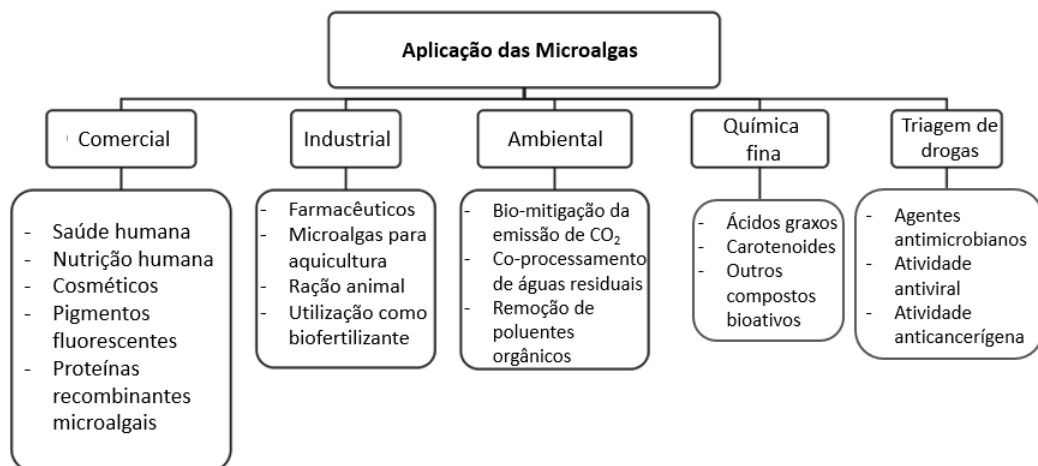 Aplicação das Microalgas
Comercial
Industrial
Ambiental
Química
fina
Triagem de
drogas
- Saúde humana
- Nutrição humana
- Cosméticos
- Pigmentos
fluorescentes
- Proteínas
recombinantes
microalgais
- Farmacêuticos
- Microalgas para
aquicultura
- Ração animal
- Utilização como
biofertilizante
- Bio-mitigação da
emissão de CO₂
- Co-processamento
de águas residuais
- Remoção de
poluentes
orgânicos
- Ácidos graxos
- Carotenoides
- Outros
compostos
bioativos
- Agentes
antimicrobianos
- Atividade
antiviral
- Atividade
anticancerígena